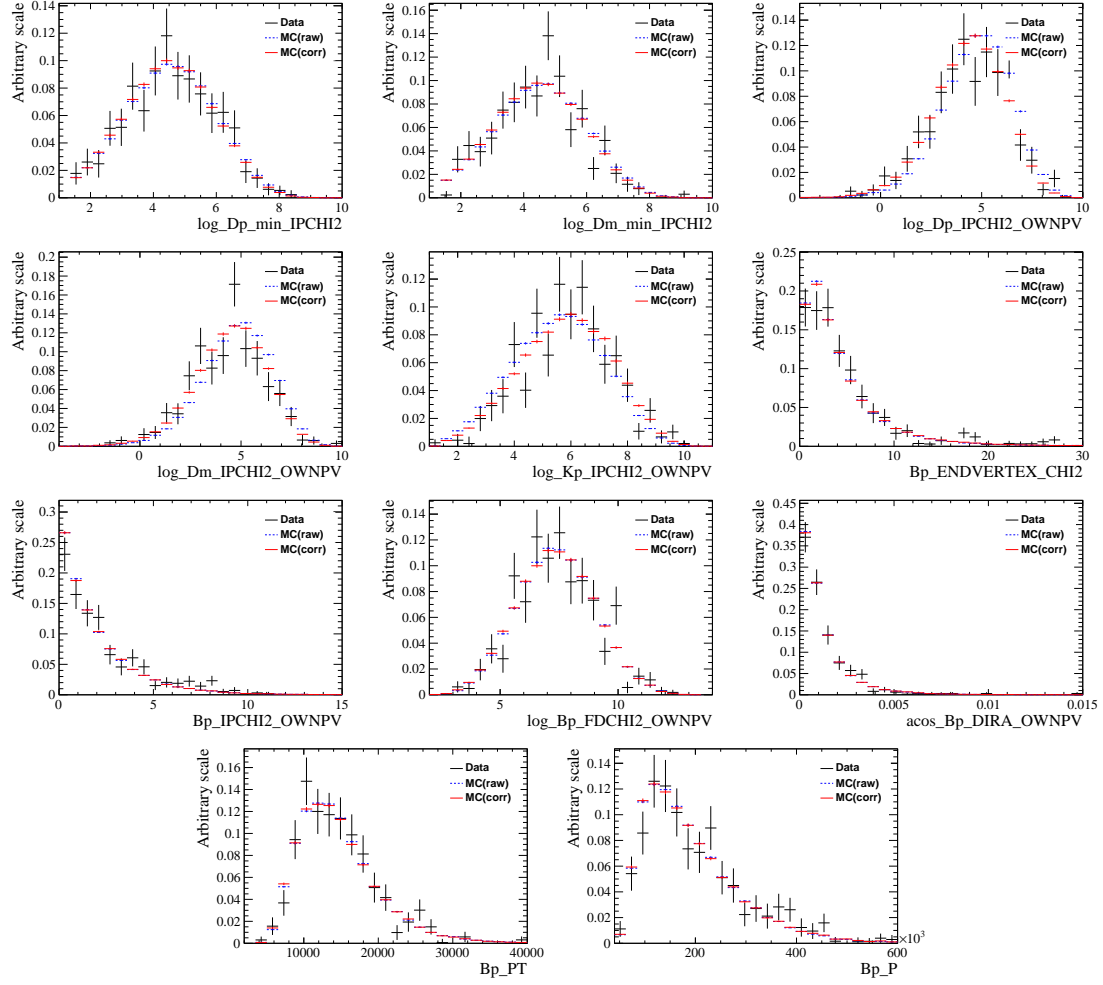 Arbitrary scale
0.14
0.12
0.1
0.08
0.06
0.04
0.02
0
Data
MC(raw)
MC(corr)
2 4 6 8 10
log_Dp_min_IPCHI2
Arbitrary scale
0.16
0.14
0.12
0.1
0.08
0.06
0.04
0.02
0
Data
MC(raw)
MC(corr)
2 4 6 8 10
log_Dm_min_IPCHI2
Arbitrary scale
0.14
0.12
0.1
0.08
0.06
0.04
0.02
0
Data
MC(raw)
MC(corr)
0 5 10
log_Dp_IPCHI2_OWNPV
Arbitrary scale
0.2
0.18
0.16
0.14
0.12
0.1
0.08
0.06
0.04
0.02
0
Data
MC(raw)
MC(corr)
0 5 10
log_Dm_IPCHI2_OWNPV
Arbitrary scale
0.12
0.1
0.08
0.06
0.04
0.02
0
Data
MC(raw)
MC(corr)
2 4 6 8 10
log_Kp_IPCHI2_OWNPV
Arbitrary scale
0.25
0.2
0.15
0.1
0.05
0
Data
MC(raw)
MC(corr)
0 10 20 30
Bp_ENDVERTEX_CHI2
Arbitrary scale
0.3
0.25
0.2
0.15
0.1
0.05
0
Data
MC(raw)
MC(corr)
0 5 10 15
Bp_IPCHI2_OWNPV
Arbitrary scale
0.14
0.12
0.1
0.08
0.06
0.04
0.02
0
Data
MC(raw)
MC(corr)
5 10
log_Bp_FDCHI2_OWNPV
Arbitrary scale
0.45
0.4
0.35
0.3
0.25
0.2
0.15
0.1
0.05
0
Data
MC(raw)
MC(corr)
0 0.005 0.01 0.015
acos_Bp_DIRA_OWNPV
Arbitrary scale
0.16
0.14
0.12
0.1
0.08
0.06
0.04
0.02
0
Data
MC(raw)
MC(corr)
10000 20000 30000 40000
Bp_PT
Arbitrary scale
0.14
0.12
0.1
0.08
0.06
0.04
0.02
0
Data
MC(raw)
MC(corr)
200 400 600
×10³
Bp_P